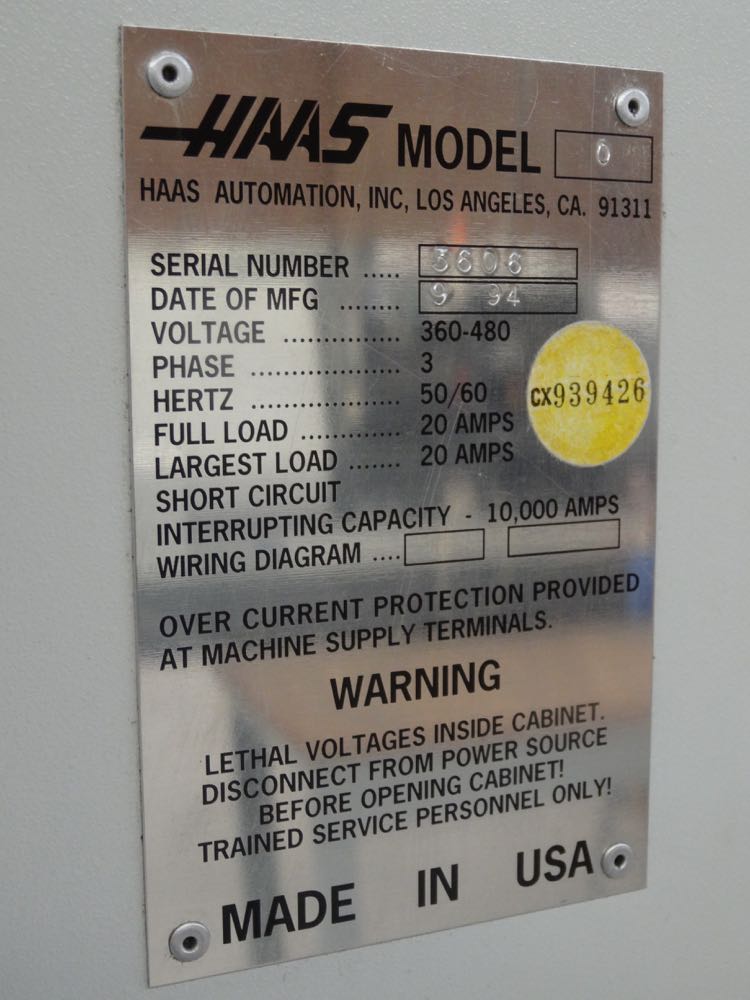 HAAS MODEL 0
HAAS AUTOMATION, INC, LOS ANGELES, CA. 91311
SERIAL NUMBER ..... 3606
DATE OF MFG ........ 9 94
VOLTAGE ............... 360-480
PHASE ................... 3
HERTZ ................... 50/60
FULL LOAD ............. 20 AMPS
LARGEST LOAD ....... 20 AMPS
CX939426
SHORT CIRCUIT
INTERRUPTING CAPACITY - 10,000 AMPS
WIRING DIAGRAM ....
OVER CURRENT PROTECTION PROVIDED
AT MACHINE SUPPLY TERMINALS.
WARNING
LETHAL VOLTAGES INSIDE CABINET.
DISCONNECT FROM POWER SOURCE
BEFORE OPENING CABINET!
TRAINED SERVICE PERSONNEL ONLY!
MADE IN USA